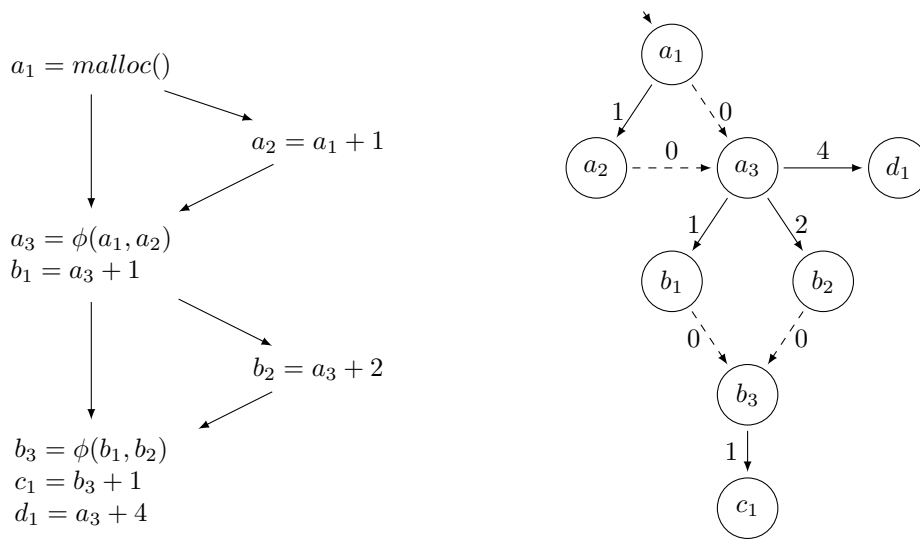 a₁ = malloc()
a₂ = a₁ + 1
a₃ = ϕ(a₁, a₂)
b₁ = a₃ + 1
b₂ = a₃ + 2
b₃ = ϕ(b₁, b₂)
c₁ = b₃ + 1
d₁ = a₃ + 4
a₁
1 0
a₂ 0 a₃ 4 d₁
1 2
b₁ b₂
0 0
b₃
1
c₁